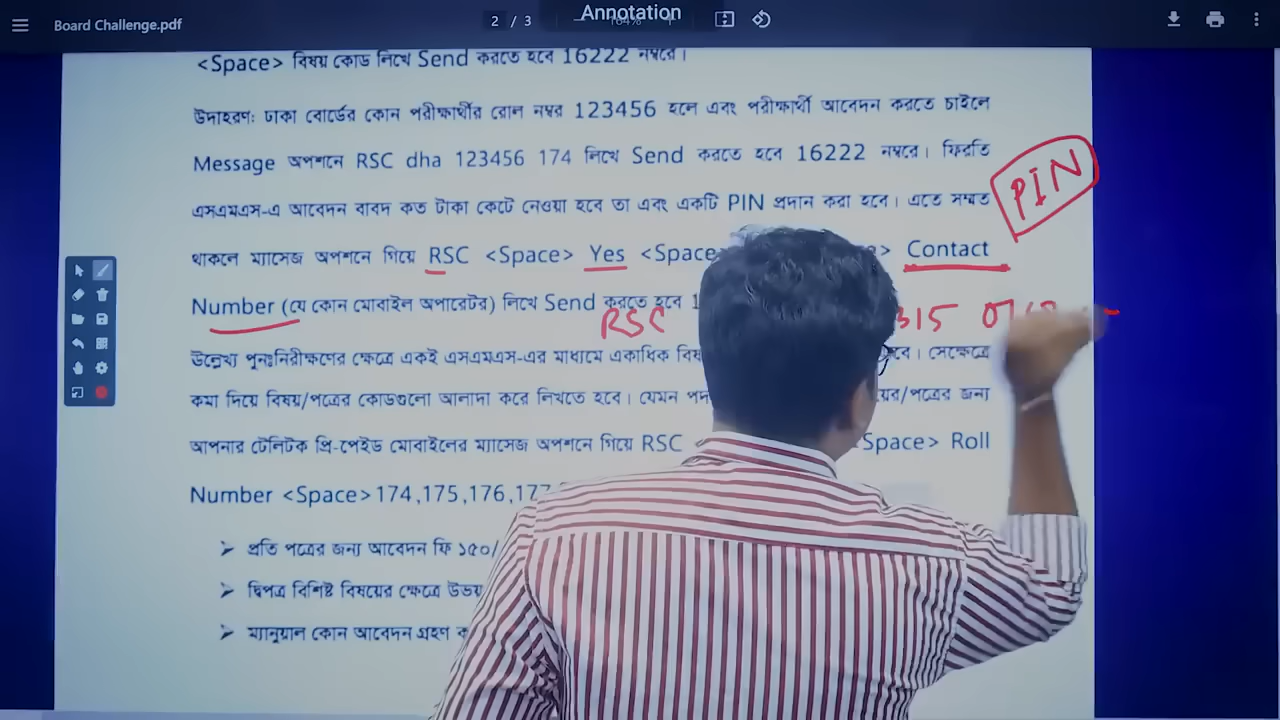 Board Challenge.pdf
2 / 3
Annotation
<Space> বিষয় কোড লিখে Send করতে হবে 16222 নম্বরে।
উদাহরণ: ঢাকা বোর্ডের কোন পরীক্ষার্থীর রোল নম্বর 123456 হলে এবং পরীক্ষার্থী আবেদন করতে চাইলে
Message অপশনে RSC dha 123456 174 লিখে Send করতে হবে 16222 নম্বরে। ফিরতি
PIN
এসএমএস-এ আবেদন বাবদ কত টাকা কেটে নেওয়া হবে তা এবং একটি PIN প্রদান করা হবে। এতে সম্মত
থাকলে ম্যাসেজ অপশনে গিয়ে RSC <Space> Yes <Space > Contact
Number (যে কোন মোবাইল অপারেটর) লিখে Send করতে হবে 1
RSC 315
উল্লেখ্য পুনঃনিরীক্ষণের ক্ষেত্রে একই এসএমএস-এর মাধ্যমে একাধিক বিষ বে। সেক্ষেত্রে
কমা দিয়ে বিষয়/পত্রের কোডগুলো আলাদা করে লিখতে হবে। যেমন পদ য়ের/পত্রের জন্য
আপনার টেলিটক প্রি-পেইড মোবাইলের ম্যাসেজ অপশনে গিয়ে RSC Space> Roll
Number <Space>174,175,176,177
➢ প্রতি পত্রের জন্য আবেদন ফি ১৫০/
➢ দ্বিপত্র বিশিষ্ট বিষয়ের ক্ষেত্রে উভয়
➢ ম্যানুয়াল কোন আবেদন গ্রহণ ক